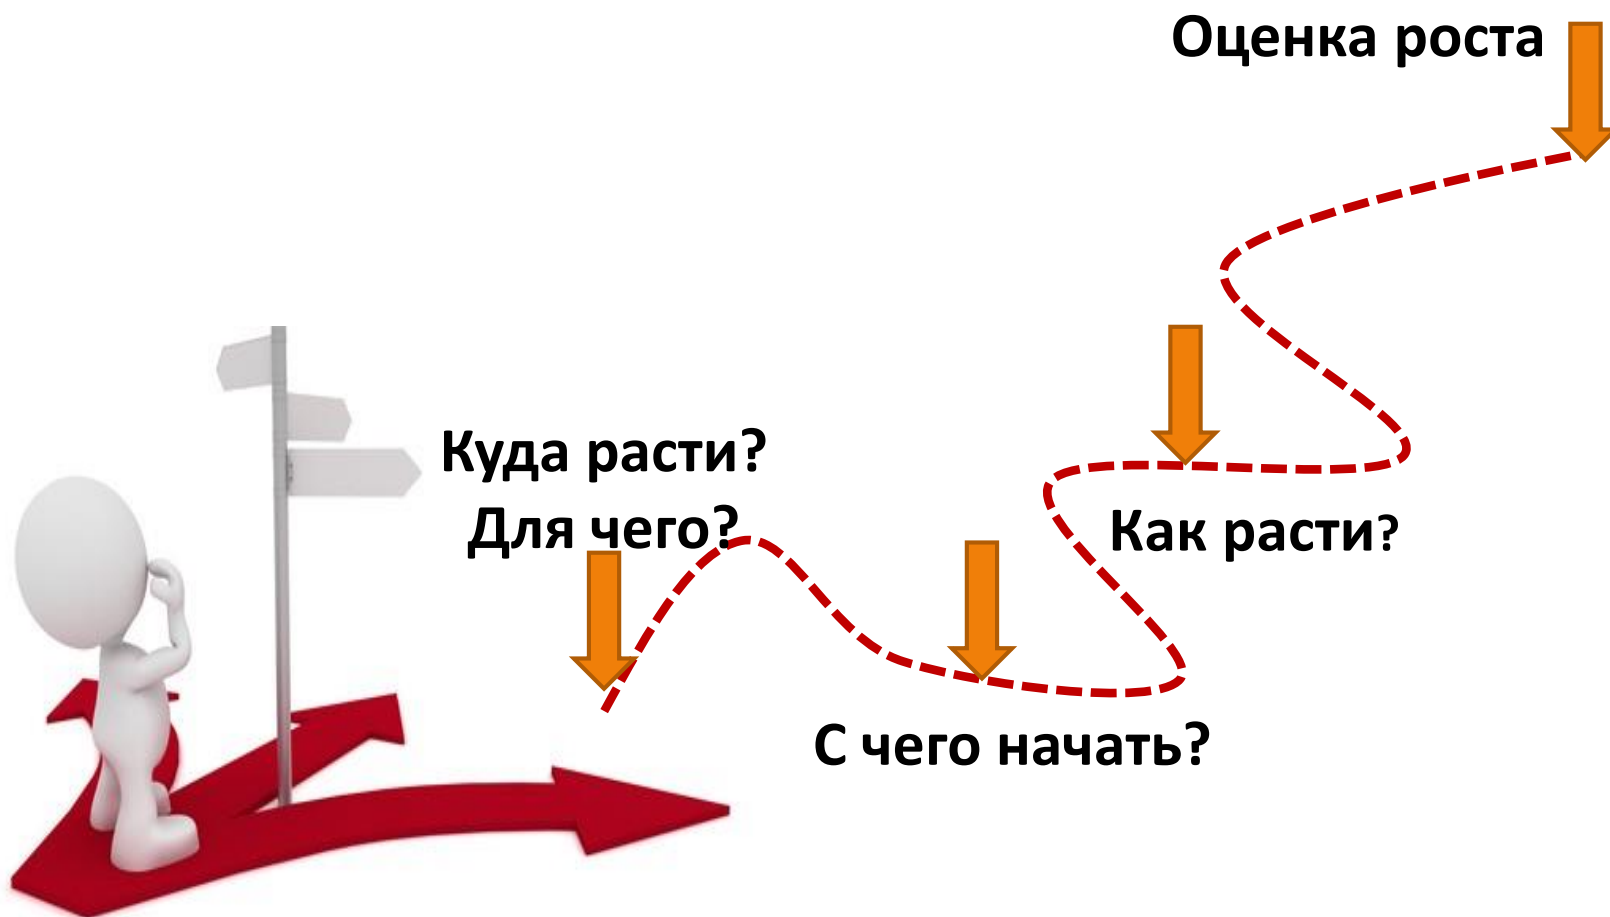 Оценка роста
Куда расти?
Для чего?
Как расти?
С чего начать?